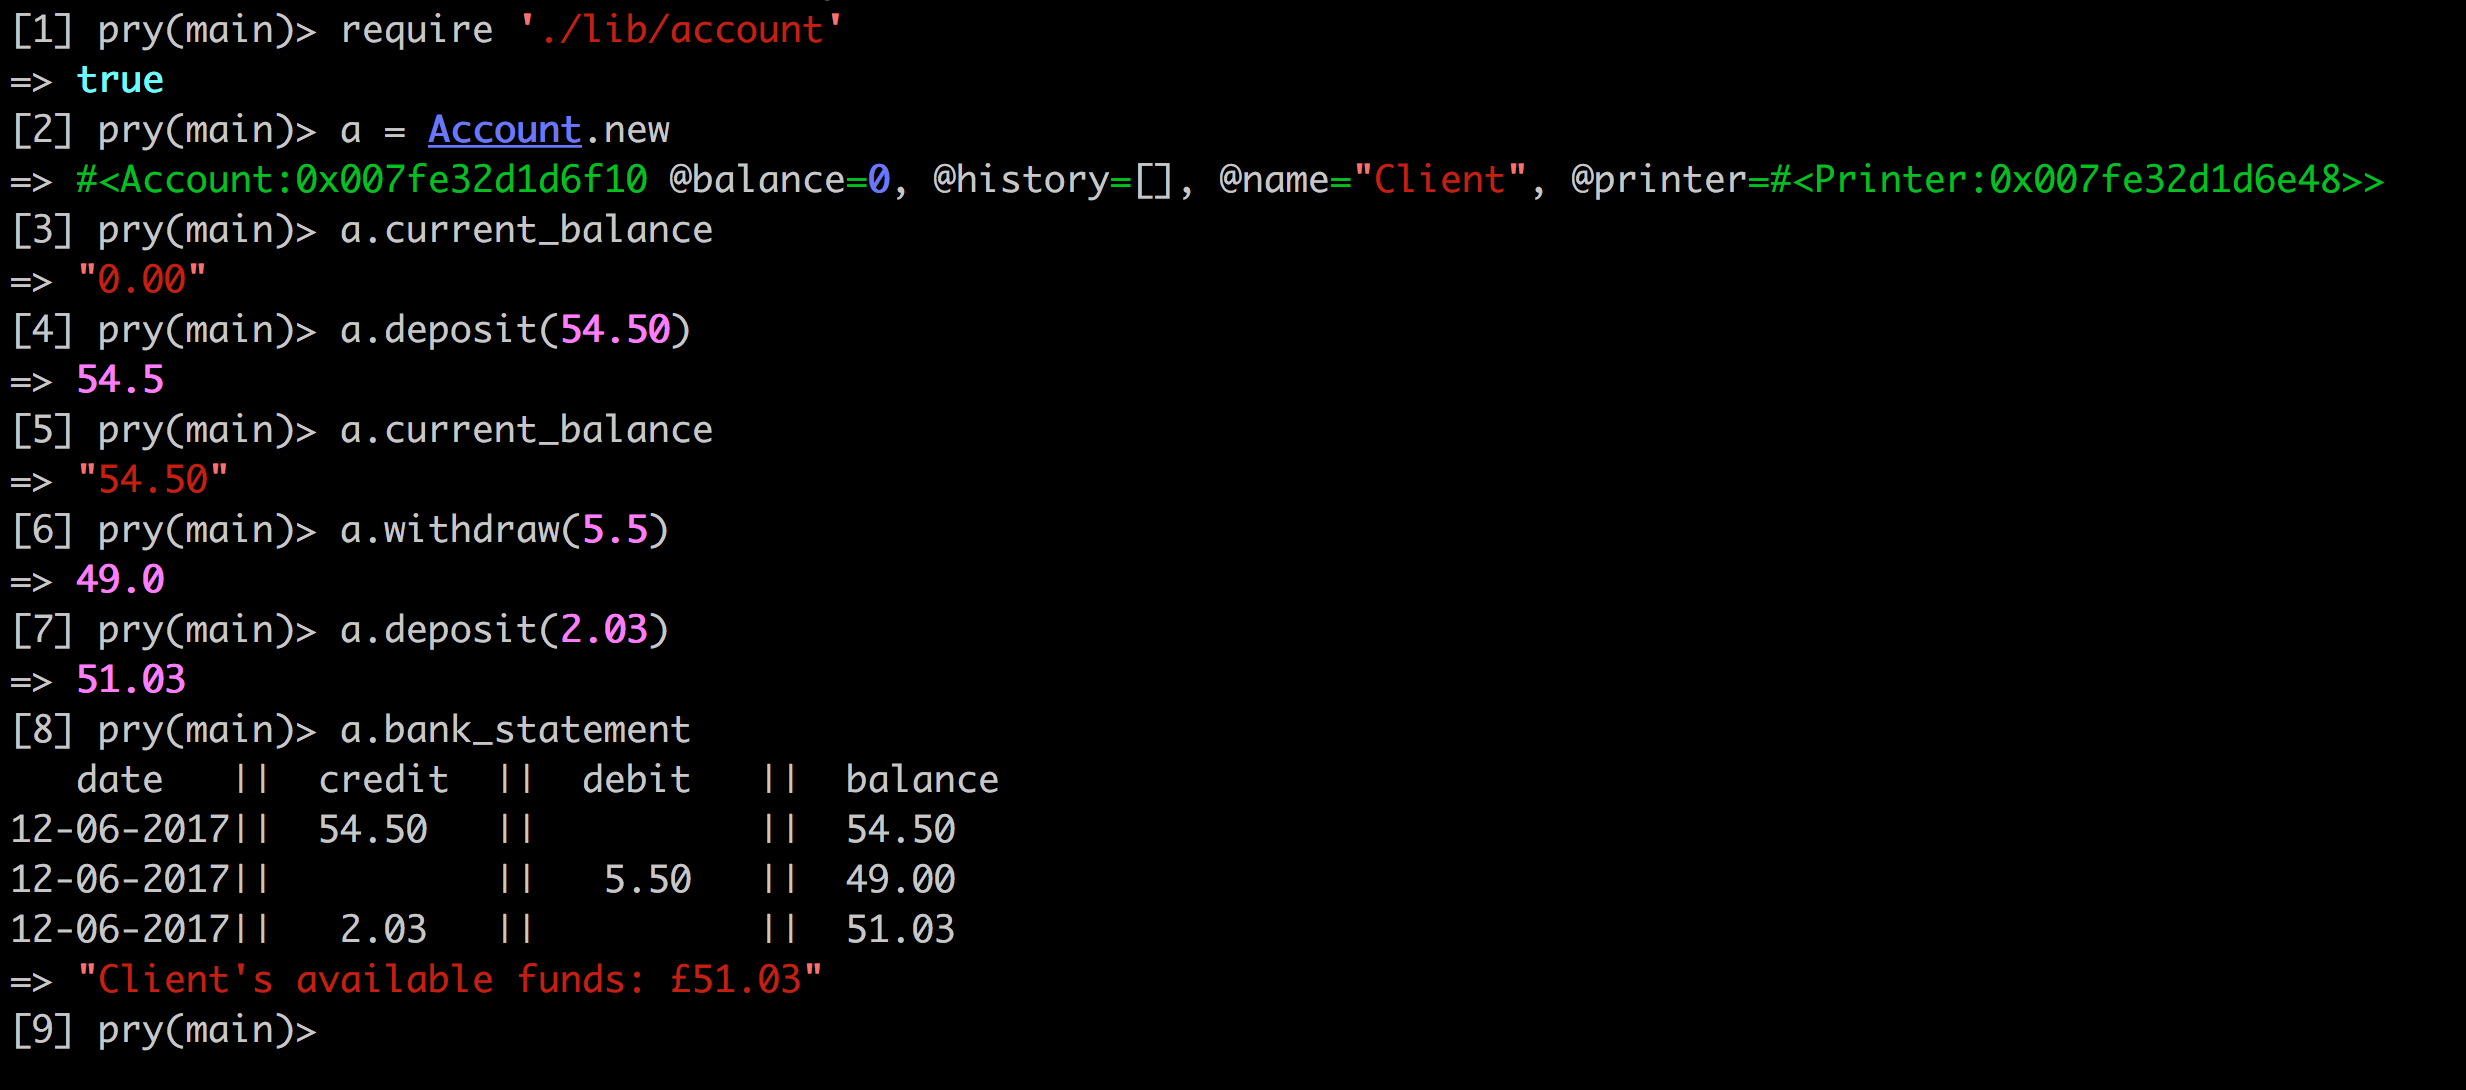 [1] pry(main)> require './lib/account'
=> true
[2] pry(main)> a = Account.new
=> #<Account:0x007fe32d1d6f10 @balance=0, @history=[], @name="Client", @printer=#<Printer:0x007fe32d1d6e48>>
[3] pry(main)> a.current_balance
=> "0.00"
[4] pry(main)> a.deposit(54.50)
=> 54.5
[5] pry(main)> a.current_balance
=> "54.50"
[6] pry(main)> a.withdraw(5.5)
=> 49.0
[7] pry(main)> a.deposit(2.03)
=> 51.03
[8] pry(main)> a.bank_statement
   date   ||  credit  ||  debit   ||  balance
12-06-2017||  54.50   ||          ||  54.50
12-06-2017||          ||   5.50   ||  49.00
12-06-2017||   2.03   ||          ||  51.03
=> "Client's available funds: £51.03"
[9] pry(main)>